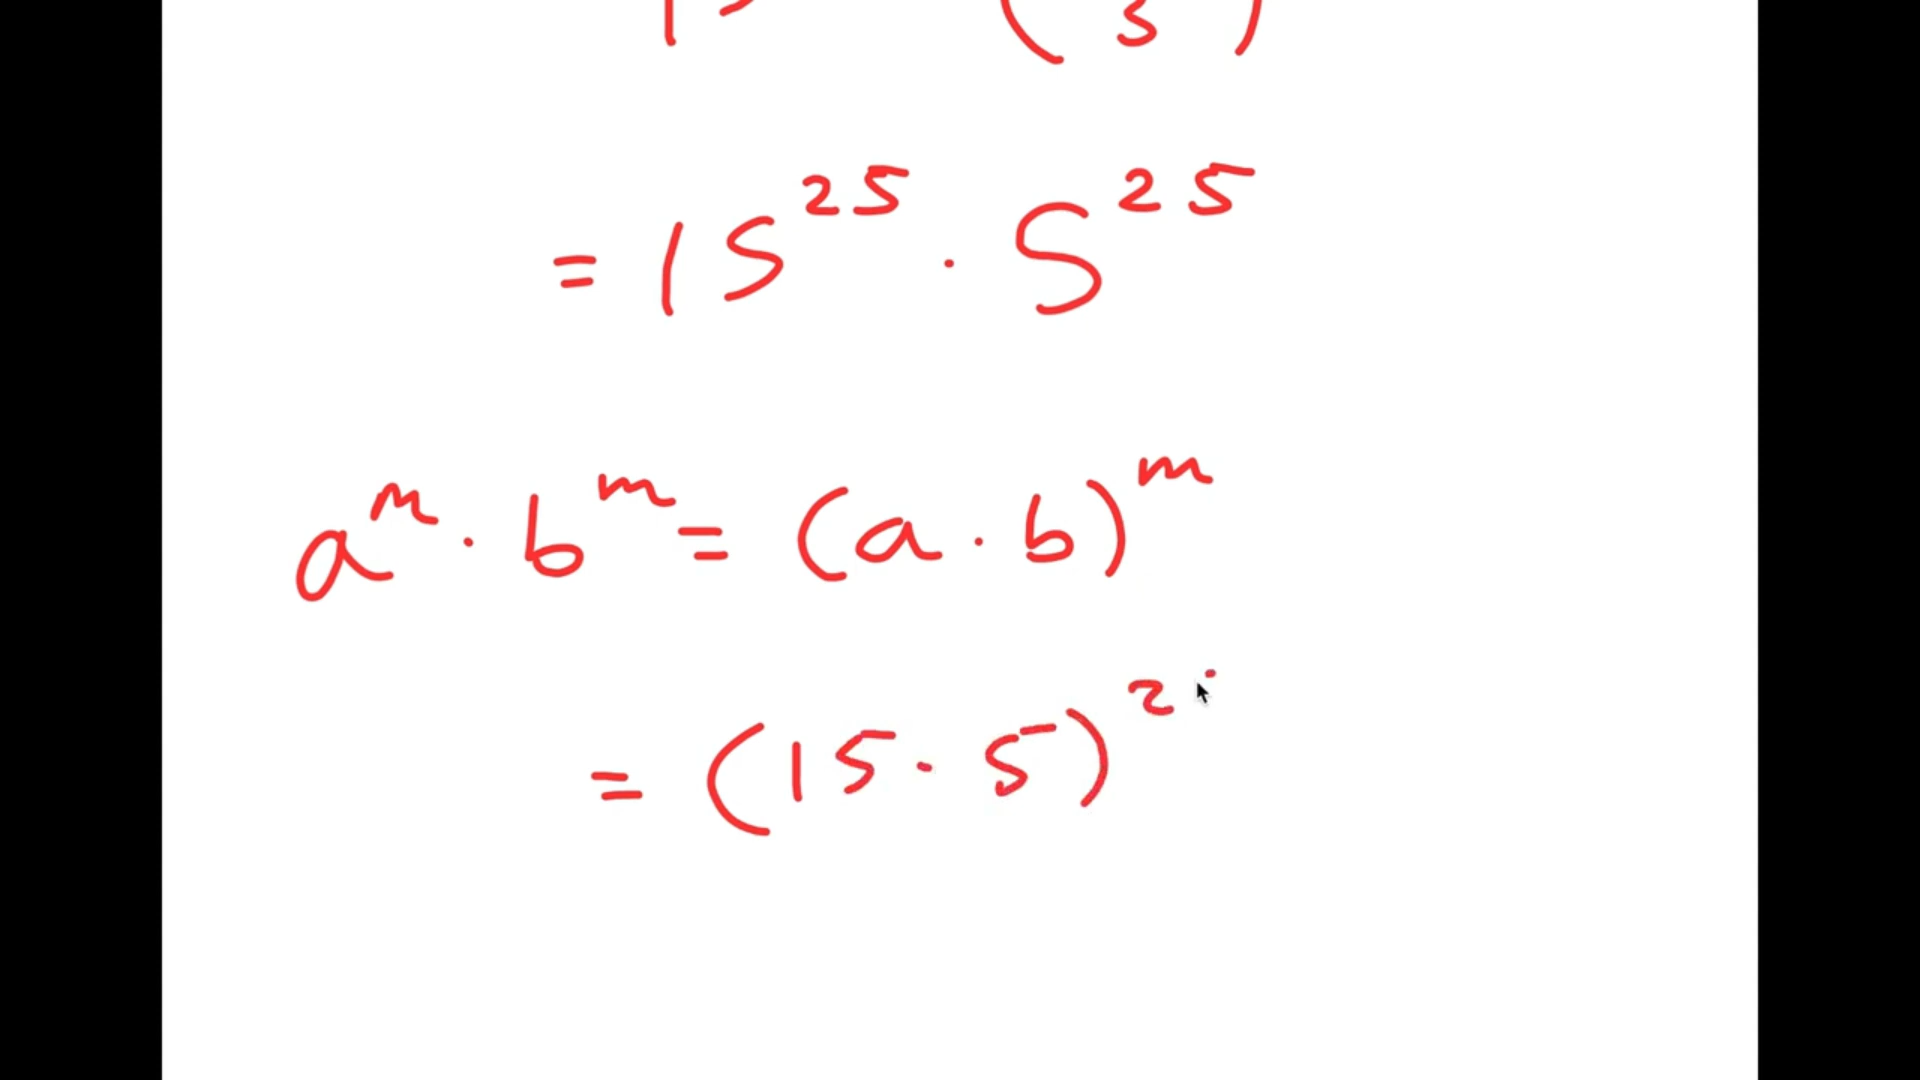 = 15^25 · 5^25
a^m · b^m = (a · b)^m
= (15 · 5)^2